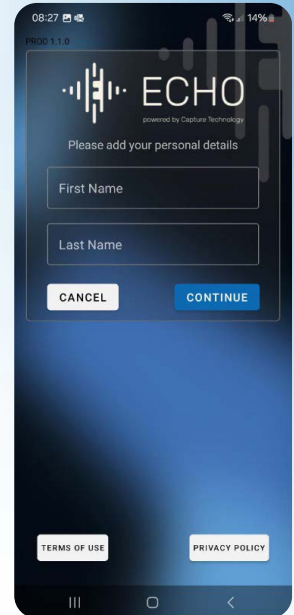 08:27 14%
PROD 1.1.0
ECHO
powered by Capture Technology
Please add your personal details
First Name
Last Name
CANCEL CONTINUE
TERMS OF USE PRIVACY POLICY